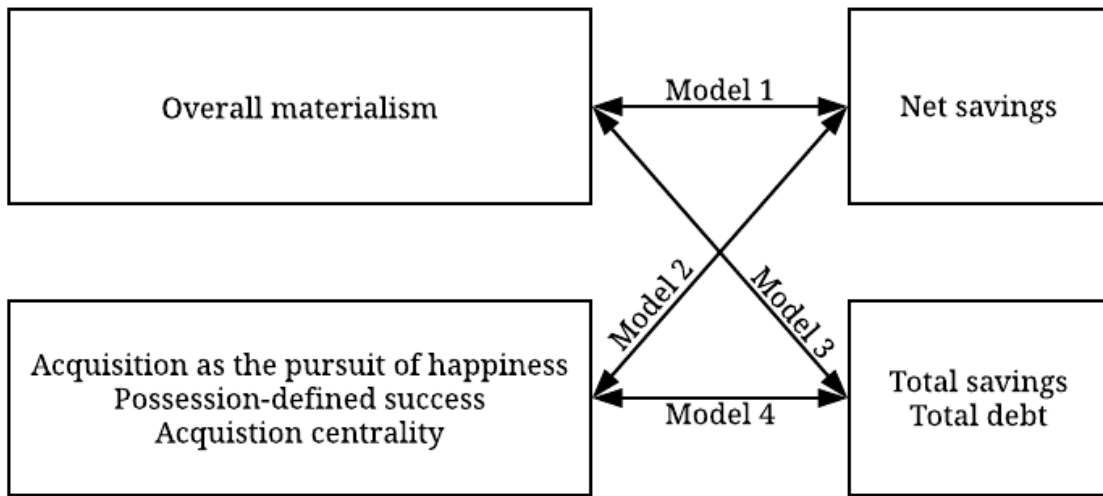 Overall materialism
Model 1
Net savings
Model 2
Model 3
Acquisition as the pursuit of happiness
Possession-defined success
Acquistion centrality
Model 4
Total savings
Total debt